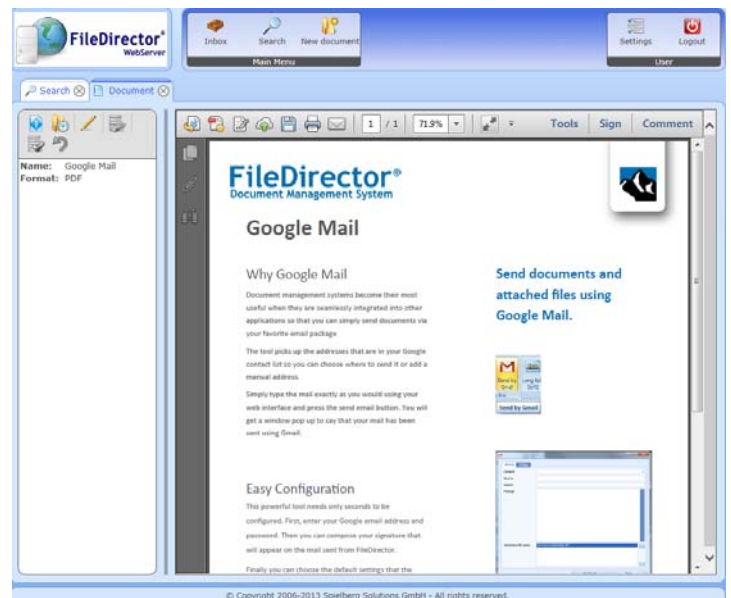 FileDirector®
WebServer
Inbox Search New document
Main Menu
Settings Logout
User
Search Document
1 / 1 71.9% Tools Sign Comment
Name: Google Mail
Format: PDF
FileDirector®
Document Management System
Google Mail
Why Google Mail
Document management systems become their most
useful when they are seamlessly integrated into other
applications so that you can simply send documents via
your favorite email package
The tool picks up the addresses that are in your Google
contact list so you can choose where to send it or add a
manual address.
Simply type the mail exactly as you would using your
web interface and press the send email button. You will
get a window pop up to say that your mail has been
sent using Gmail.
Send documents and
attached files using
Google Mail.
Send by
Send by Gmail
Easy Configuration
This powerful tool needs only seconds to be
configured. First, enter your Google email address and
password. Then you can compose your signature that
will appear on the mail sent from FileDirector.
Finally you can choose the default settings that the
© Copyright 2006-2013 Spielberg Solutions GmbH - All rights reserved.